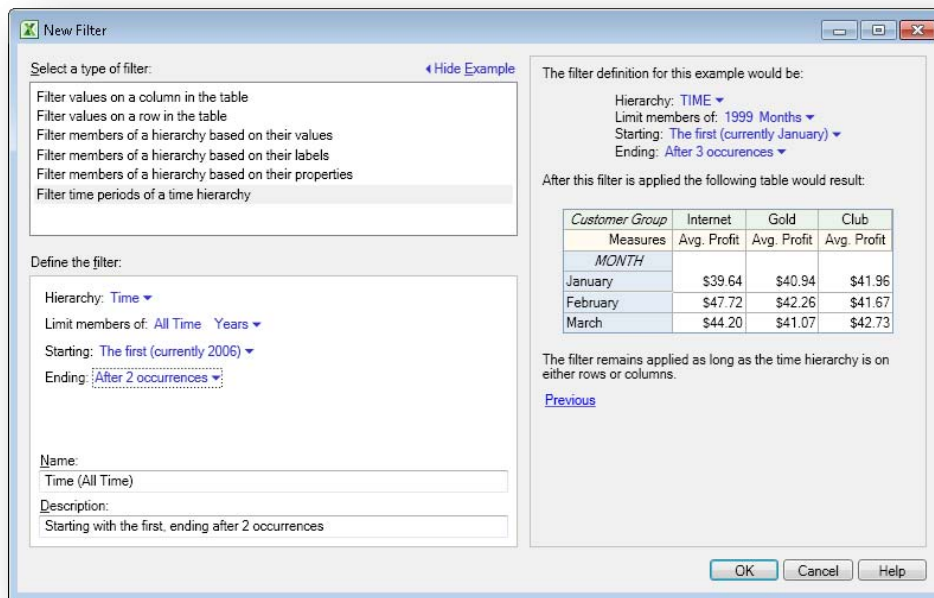 New Filter
Select a type of filter:
Hide Example
Filter values on a column in the table
Filter values on a row in the table
Filter members of a hierarchy based on their values
Filter members of a hierarchy based on their labels
Filter members of a hierarchy based on their properties
Filter time periods of a time hierarchy
Define the filter:
Hierarchy: Time
Limit members of: All Time Years
Starting: The first (currently 2006)
Ending: After 2 occurrences
Name:
Time (All Time)
Description:
Starting with the first, ending after 2 occurrences
The filter definition for this example would be:
Hierarchy: TIME
Limit members of: 1999 Months
Starting: The first (currently January)
Ending: After 3 occurences
After this filter is applied the following table would result:
Customer Group Internet Gold Club
Measures Avg. Profit Avg. Profit Avg. Profit
MONTH
January $39.64 $40.94 $41.96
February $47.72 $42.26 $41.67
March $44.20 $41.07 $42.73
The filter remains applied as long as the time hierarchy is on
either rows or columns.
Previous
OK Cancel Help